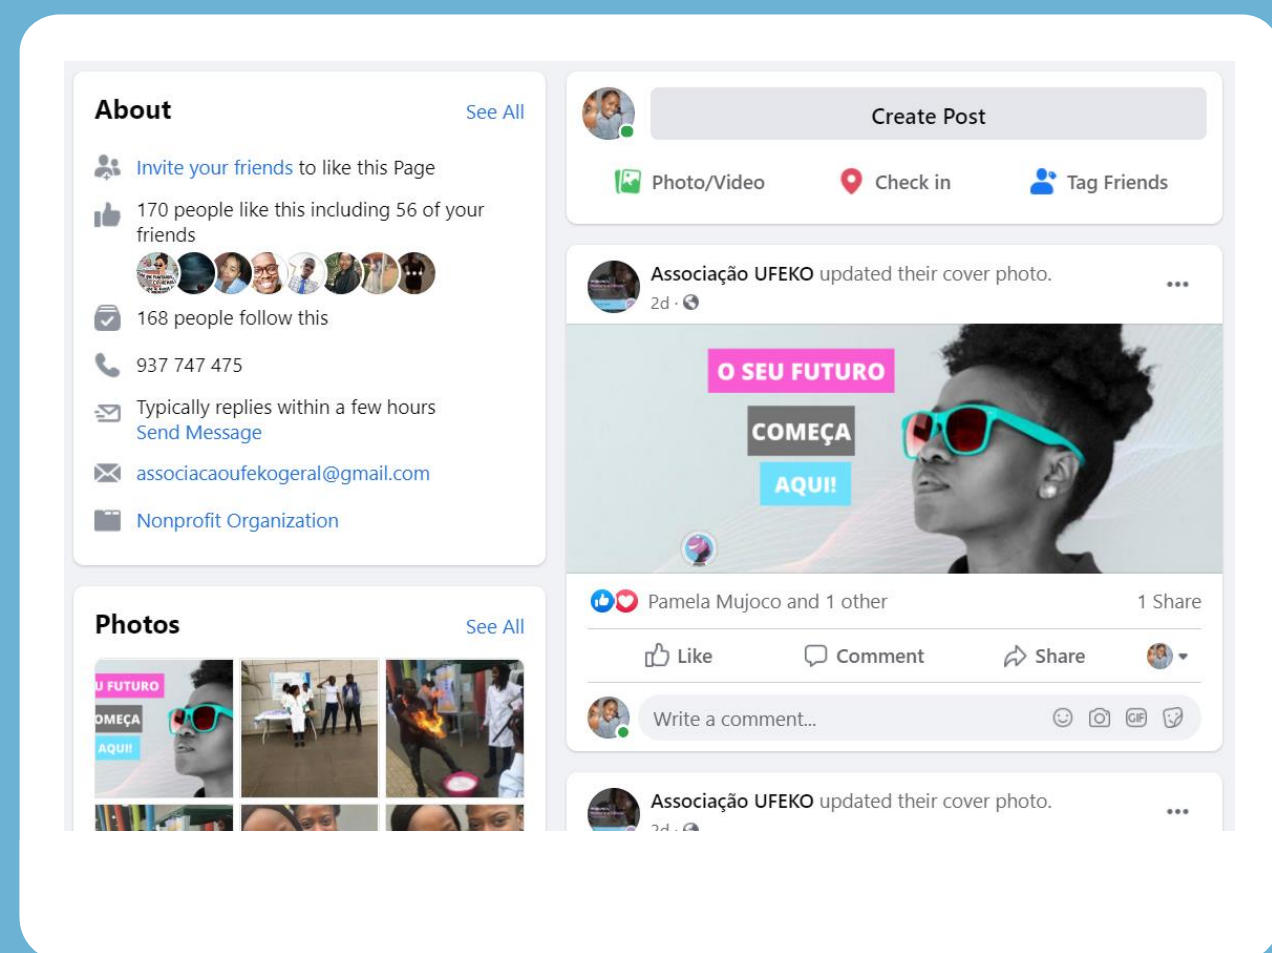 About
See All
Invite your friends to like this Page
170 people like this including 56 of your
friends
168 people follow this
937 747 475
Typically replies within a few hours
Send Message
associacaoufekogeral@gmail.com
Nonprofit Organization
Photos
See All
U FUTURO
OMEÇA
AQUI!
Create Post
Photo/Video
Check in
Tag Friends
Associação UFEKO updated their cover photo.
2d ·
O SEU FUTURO
COMEÇA
AQUI!
Pamela Mujoco and 1 other
1 Share
Like
Comment
Share
Write a comment...
GIF
Associação UFEKO updated their cover photo.
2d ·